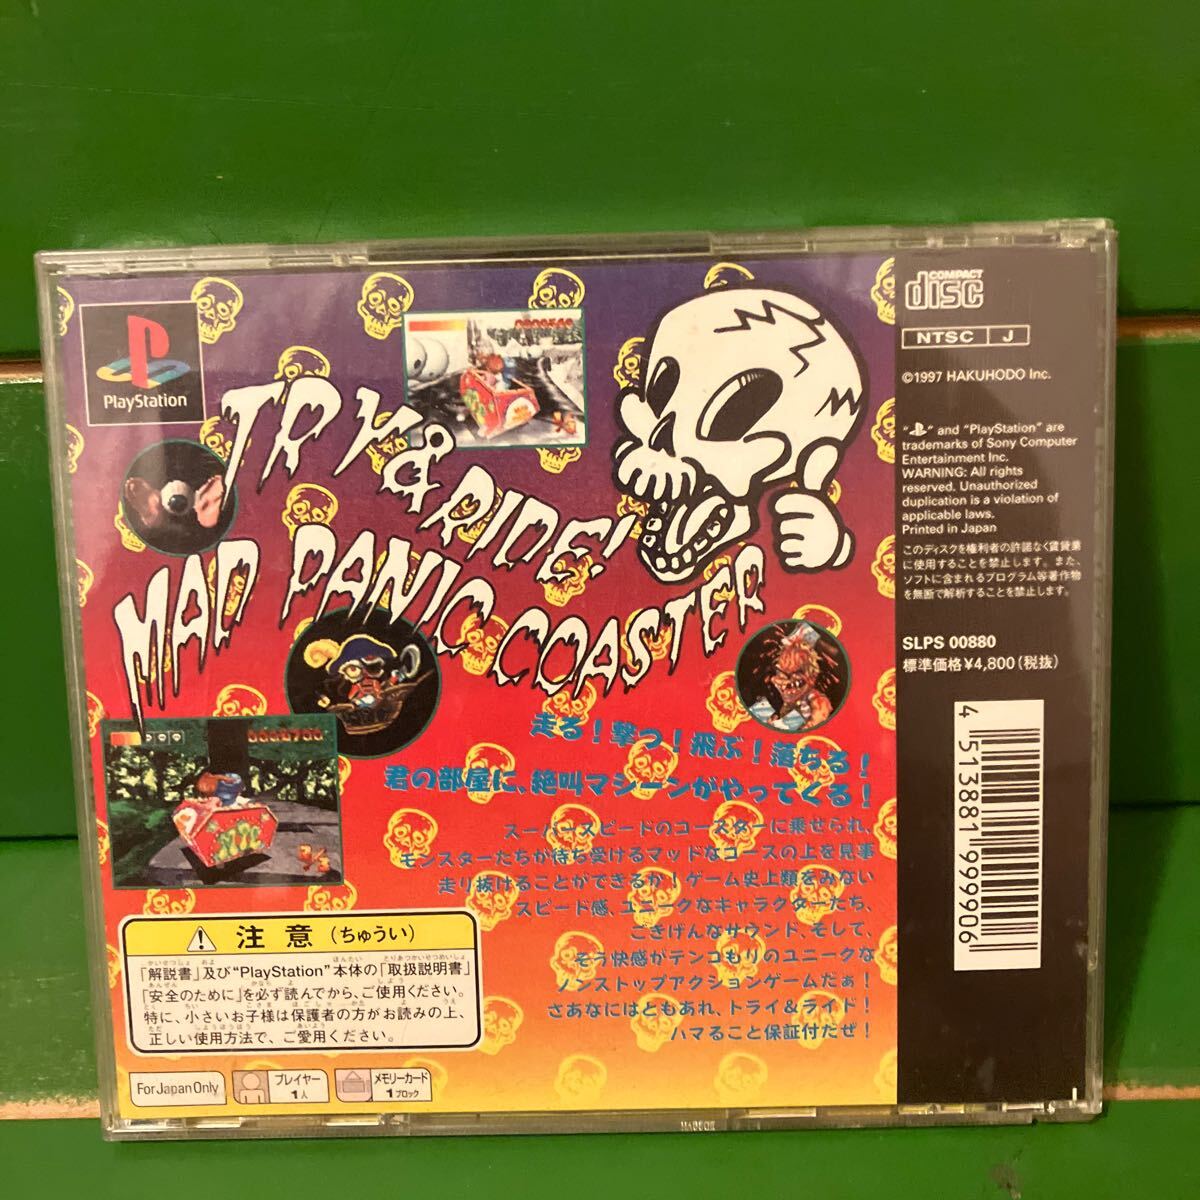 PlayStation
TRY & RIDE!
MAD PANIC COASTER
走る！撃つ！飛ぶ！落ちる！
君の部屋に、絶叫マシーンがやってくる！
スーパースピードのコースターに乗せられ、
モンスターたちが待ち受けるマッドなコースの上を見事
走り抜けることができるか！ゲーム史上類をみない
スピード感、ユニークなキャラクターたち、
ごきげんなサウンド、そして、
そう快感がテンコもりのユニークな
ノンストップアクションゲームだぁ！
さあなにはともあれ、トライ&ライド！
ハマること保証付だぜ！
注意（ちゅうい）
「解説書」及び“PlayStation”本体の「取扱説明書」
「安全のために」を必ず読んでから、ご使用ください。
特に、小さいお子様は保護者の方がお読みの上、
正しい使用方法で、ご愛用ください。
For Japan Only
プレイヤー
1人
メモリーカード
1ブロック
COMPACT
disc
NTSC J
©1997 HAKUHODO Inc.
“ ” and “PlayStation” are
trademarks of Sony Computer
Entertainment Inc.
WARNING: All rights
reserved. Unauthorized
duplication is a violation of
applicable laws.
Printed in Japan
このディスクを権利者の許諾なく賃貸業
に使用することを禁止します。また、
ソフトに含まれるプログラム等著作物
を無断で解析することを禁止します。
SLPS 00880
標準価格¥4,800（税抜）
4 513881 999906